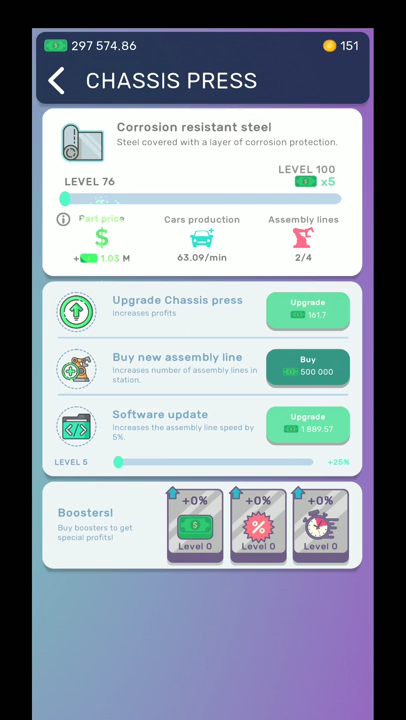 297 574.86
151
CHASSIS PRESS
Corrosion resistant steel
Steel covered with a layer of corrosion protection.
LEVEL 100
LEVEL 76
x5
Part price
Cars production
Assembly lines
$
+ 1.03 M
63.09/min
2/4
Upgrade Chassis press
Increases profits
Upgrade
161.7
Buy new assembly line
Increases number of assembly lines in
station.
Buy
500 000
Software update
Increases the assembly line speed by
5%.
Upgrade
1 889.57
LEVEL 5
+25%
Boosters!
Buy boosters to get
special profits!
+0%
+0%
+0%
Level 0
Level 0
Level 0